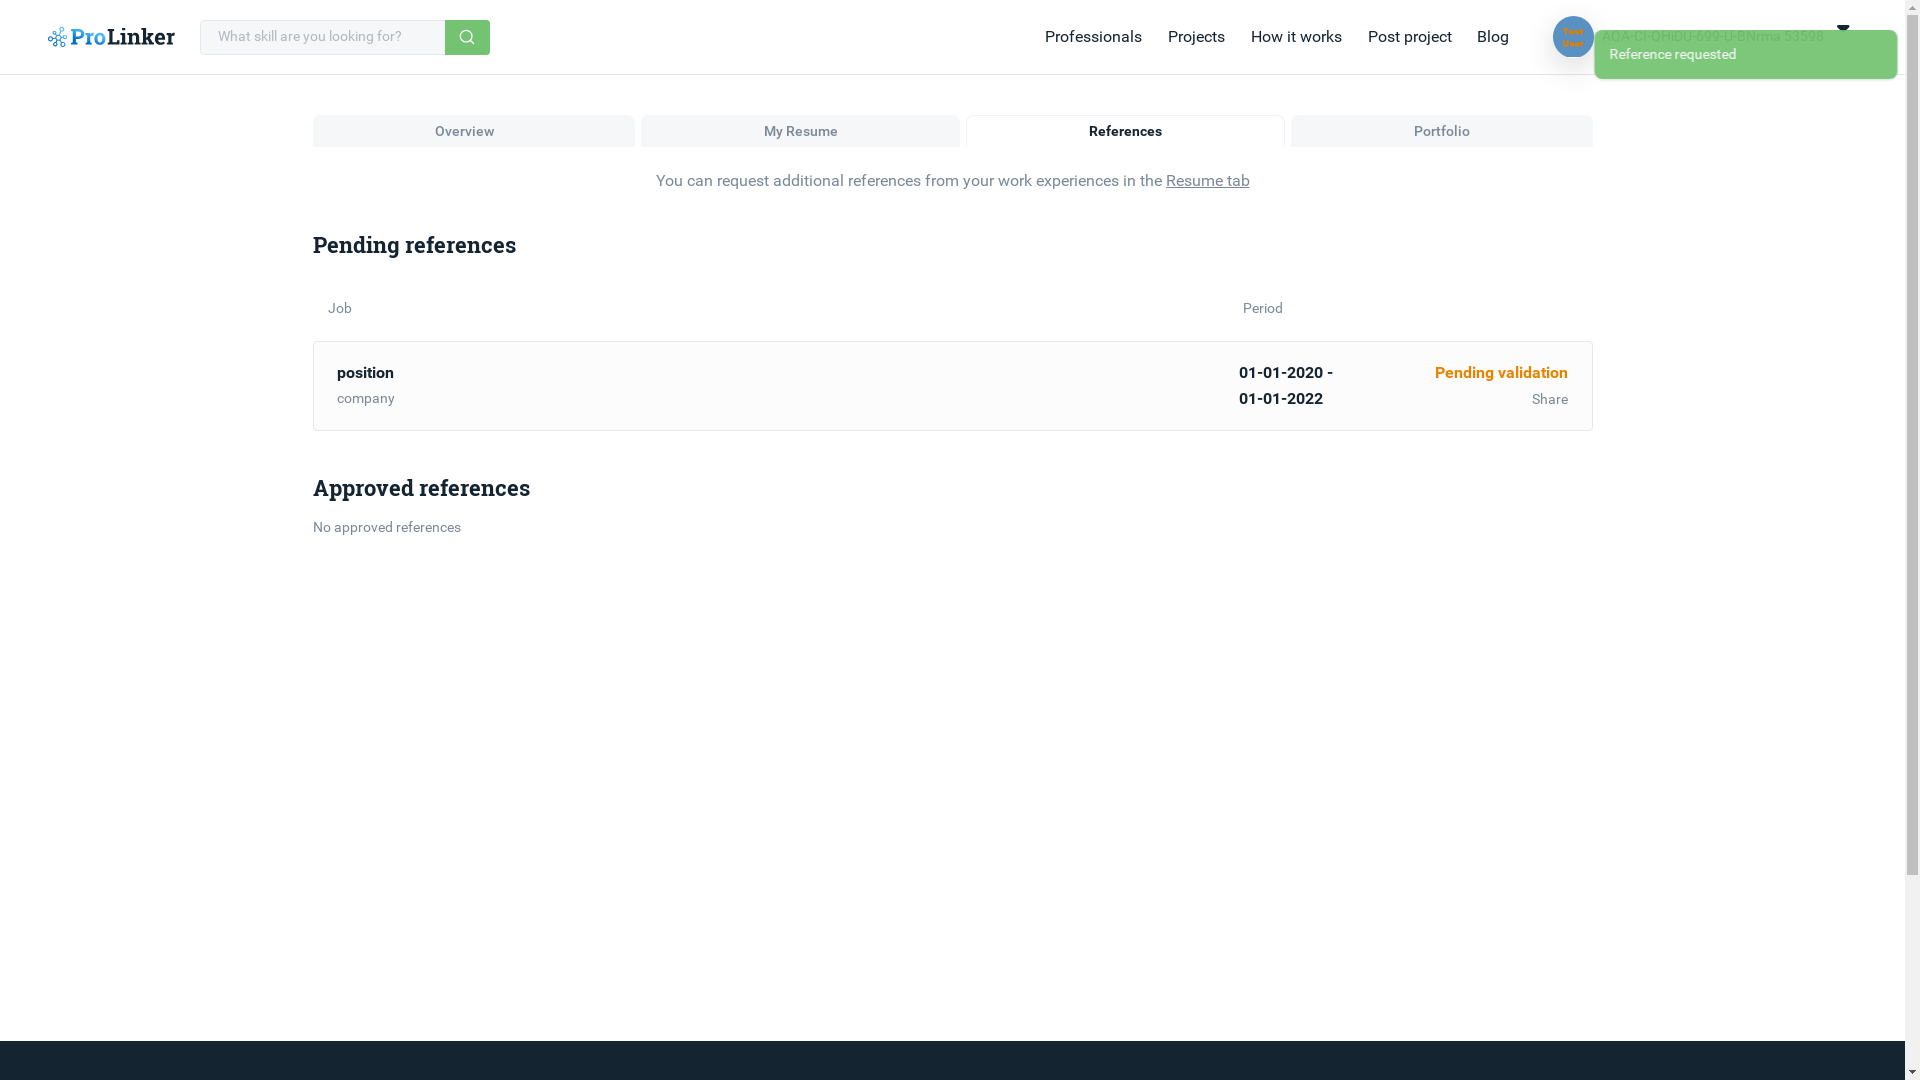 ProLinker
What skill are you looking for?
Professionals
Projects
How it works
Post project
Blog
Test
User
AQA-CI-QHiDU-699-U-BNrma 53598
Reference requested
Overview
My Resume
References
Portfolio
You can request additional references from your work experiences in the Resume tab
Pending references
Job
Period
position
01-01-2020 -
Pending validation
company
01-01-2022
Share
Approved references
No approved references